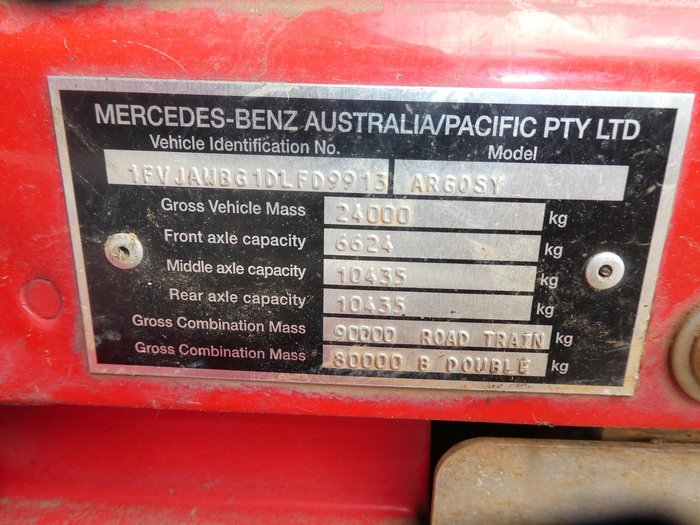 MERCEDES-BENZ AUSTRALIA/PACIFIC PTY LTD
Vehicle Identification No. Model
1FVJAWBG1DLFD9913 ARGOSY
Gross Vehicle Mass 24000 kg
Front axle capacity 6624 kg
Middle axle capacity 10435 kg
Rear axle capacity 10435 kg
Gross Combination Mass 90000 ROAD TRAIN kg
Gross Combination Mass 80000 B DOUBLE kg